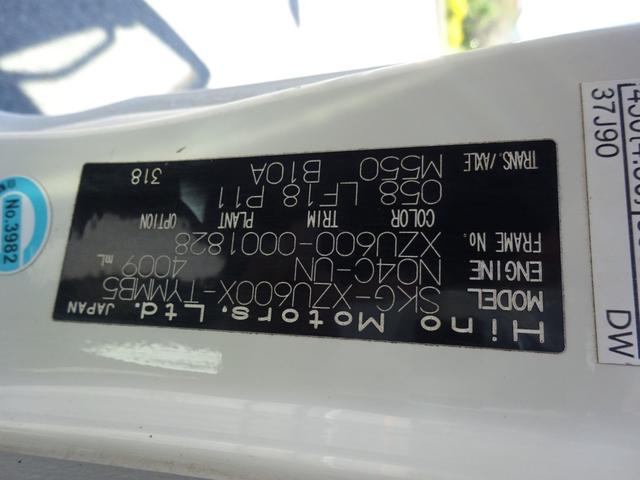 Hino Motors, Ltd. JAPAN
MODEL SKG-XZU600X-TYMMB5
ENGINE N04C-UN 4009 mL
FRAME No. XZU600-0001828
COLOR TRIM PLANT OPTION
058 LF18 P11
TRANS./AXLE M550 B10A 318
No.3982
37J90
DW